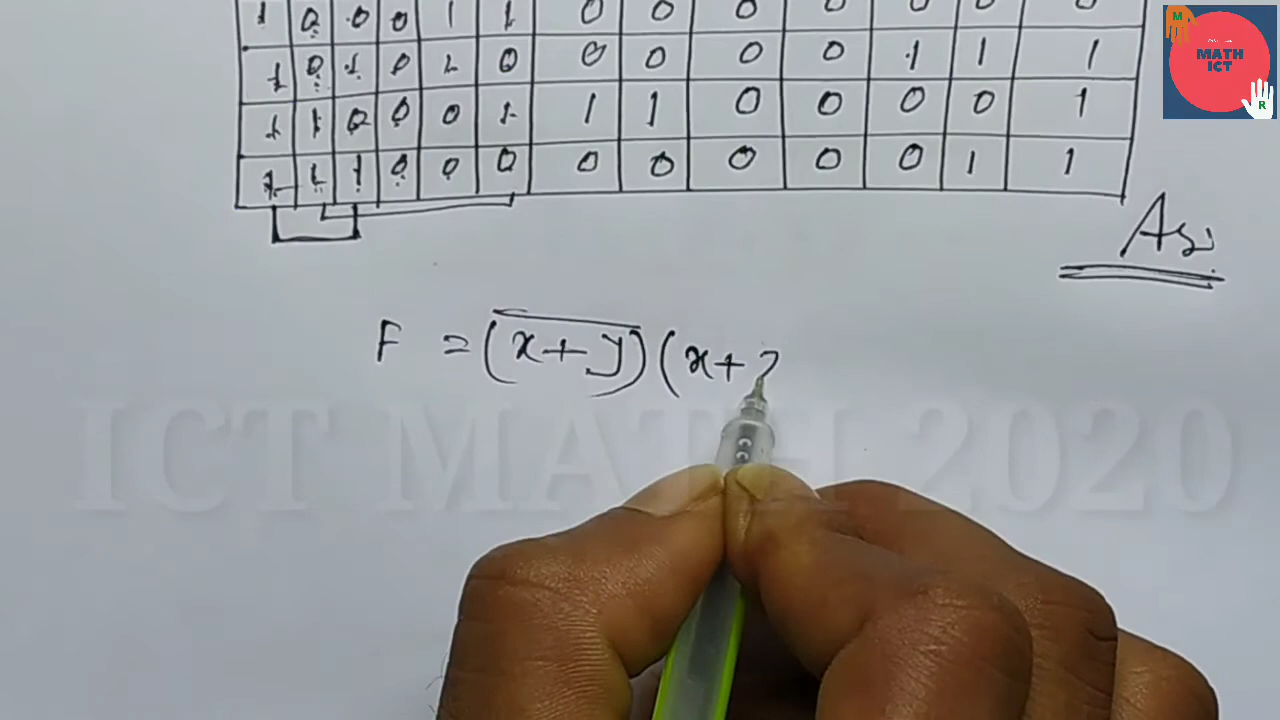 1 0 0 0 1 1 0 0 0 0 0 0 0
1 0 1 0 1 0 0 0 0 0 1 1 1
1 1 0 0 0 1 1 1 0 0 0 0 1
1 1 1 0 0 0 0 0 0 0 0 1 1
M
MATH
ICT
R
F = (\overline{x+y})(x+
ICT MATH 2020